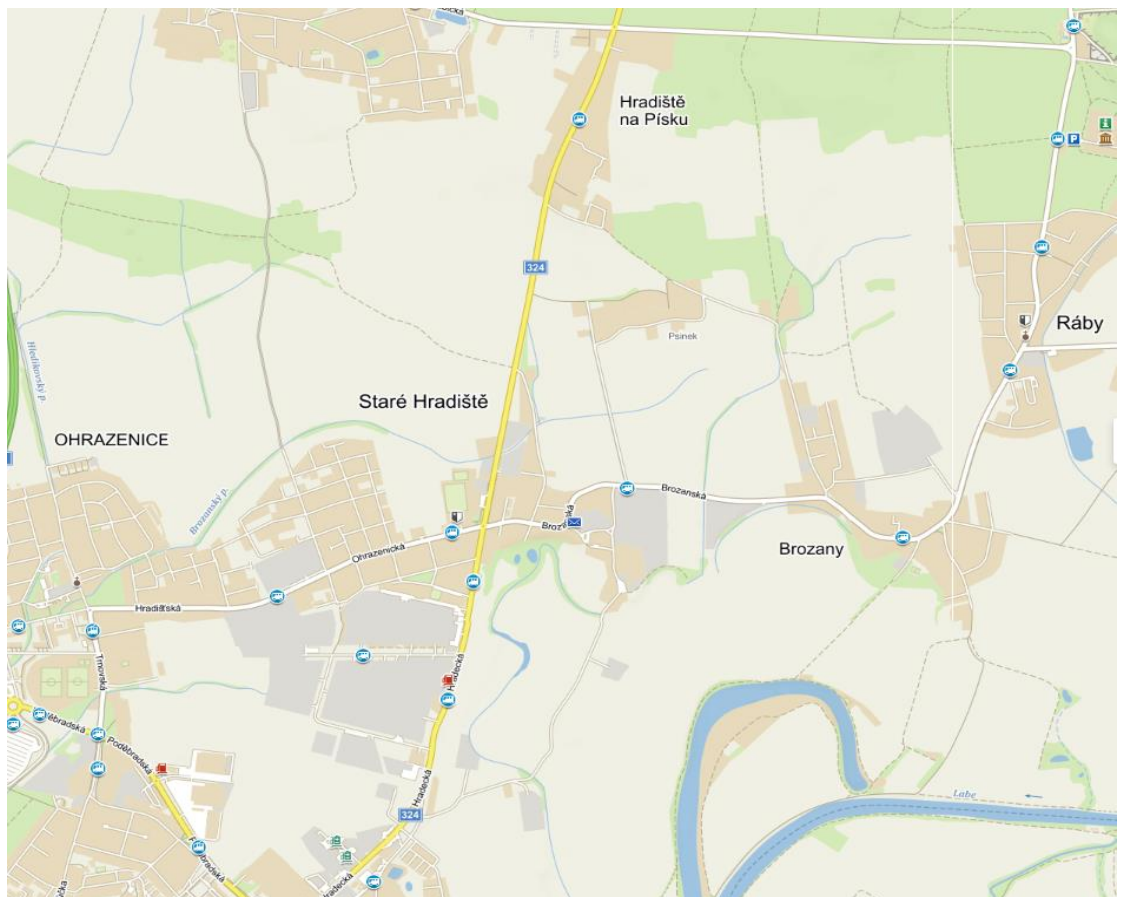 Hradiště
na Písku
324
Ráby
Psinek
Hledíkovský p.
Staré Hradiště
OHRAZENICE
Brozanský p.
Brozanská
Brozanská
Ohrazenická
Brozany
Hradišťská
Trnovská
Hradecká
Poděbradská
Hradecká
Labe
324
P